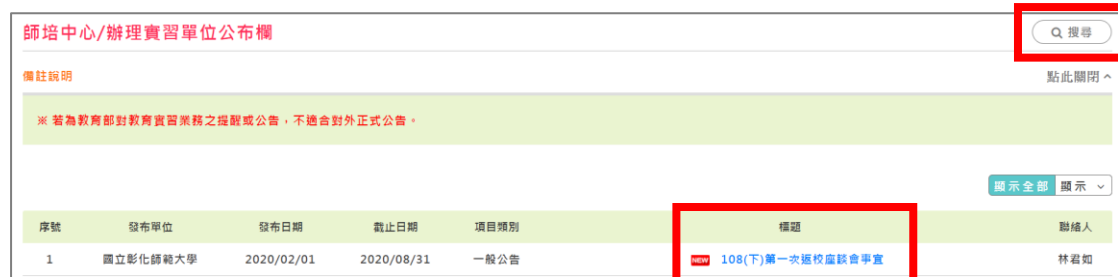 師培中心/辦理實習單位公布欄
搜尋
備註說明
點此關閉
※ 若為教育部對教育實習業務之提醒或公告，不適合對外正式公告。
顯示全部 顯示
序號 發布單位 發布日期 截止日期 項目類別 標題 聯絡人
1 國立彰化師範大學 2020/02/01 2020/08/31 一般公告 NEW 108(下)第一次返校座談會事宜 林君如